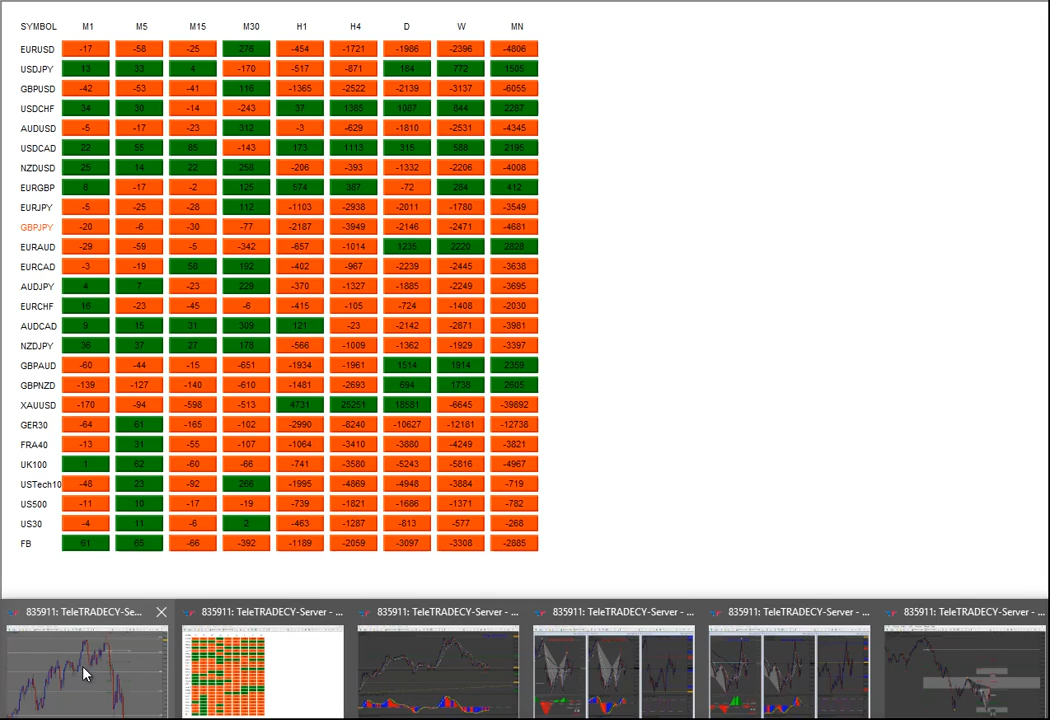 SYMBOL M1 M5 M15 M30 H1 H4 D W MN
EURUSD -17 -58 -25 276 -454 -1721 -1986 -2396 -4806
USDJPY 13 33 4 -170 -517 -871 184 772 1505
GBPUSD -42 -53 -41 116 -1365 -2522 -2139 -3137 -6055
USDCHF 34 30 -14 -243 37 1385 1087 844 2287
AUDUSD -5 -17 -23 312 -3 -629 -1810 -2531 -4345
USDCAD 22 55 85 -143 173 1113 315 588 2195
NZDUSD 25 14 22 258 -206 -393 -1332 -2206 -4008
EURGBP 8 -17 -2 125 574 387 -72 284 412
EURJPY -5 -25 -28 112 -1103 -2938 -2011 -1780 -3549
GBPJPY -20 -6 -30 -77 -2187 -3949 -2146 -2471 -4681
EURAUD -29 -59 -5 -342 -657 -1014 1235 2220 2828
EURCAD -3 -19 58 192 -402 -967 -2239 -2445 -3638
AUDJPY 4 7 -23 229 -370 -1327 -1885 -2249 -3695
EURCHF 16 -23 -45 -6 -415 -105 -724 -1408 -2030
AUDCAD 9 15 31 309 121 -23 -2142 -2871 -3981
NZDJPY 36 37 27 178 -566 -1009 -1362 -1929 -3397
GBPAUD -60 -44 -15 -651 -1934 -1961 1514 1914 2359
GBPNZD -139 -127 -140 -610 -1481 -2693 694 1738 2605
XAUUSD -170 -94 -598 -513 4731 25251 18581 -6645 -39892
GER30 -64 61 -165 -102 -2990 -8240 -10627 -12181 -12738
FRA40 -13 31 -55 -107 -1064 -3410 -3880 -4249 -3821
UK100 1 62 -60 -66 -741 -3580 -5243 -5816 -4967
USTech10 -48 23 -92 266 -1995 -4869 -4948 -3884 -719
US500 -11 10 -17 -19 -739 -1821 -1686 -1371 -782
US30 -4 11 -6 2 -463 -1287 -813 -577 -268
FB 61 65 -66 -392 -1189 -2059 -3097 -3308 -2885
835911: TeleTRADECY-Se... 835911: TeleTRADECY-Server - ... 835911: TeleTRADECY-Server - ... 835911: TeleTRADECY-Server - ... 835911: TeleTRADECY-Server - ... 835911: TeleTRADECY-Server - ...